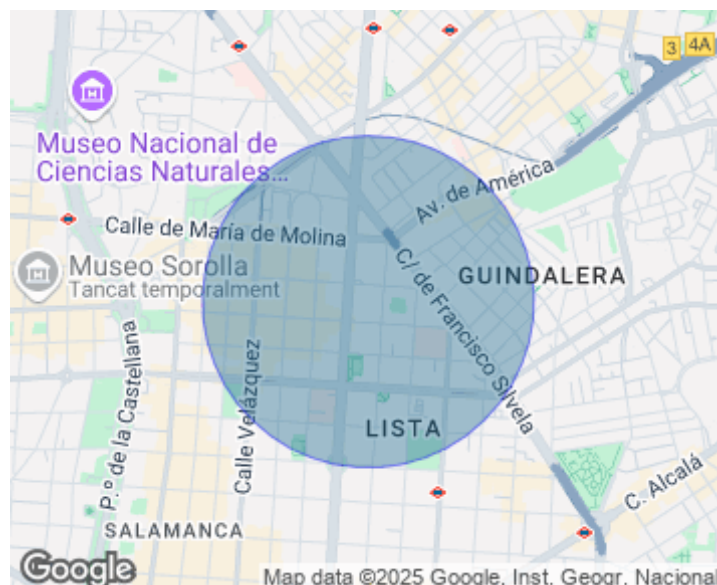 3
4A
Museo Nacional de
Ciencias Naturales...
Av. de América
Calle de María de Molina
Museo Sorolla
Tancat temporalment
C/ de Francisco Silvela
GUINDALERA
P.º de la Castellana
Calle Velázquez
LISTA
C. Alcalá
SALAMANCA
Google
Map data ©2025 Google, Inst. Geogr. Nacional